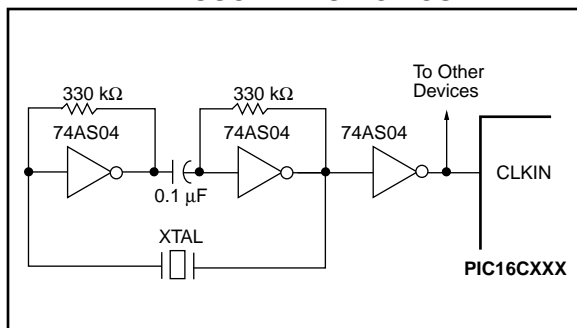 To Other
Devices
330 kΩ
330 kΩ
74AS04
74AS04
74AS04
CLKIN
0.1 µF
XTAL
PIC16CXXX